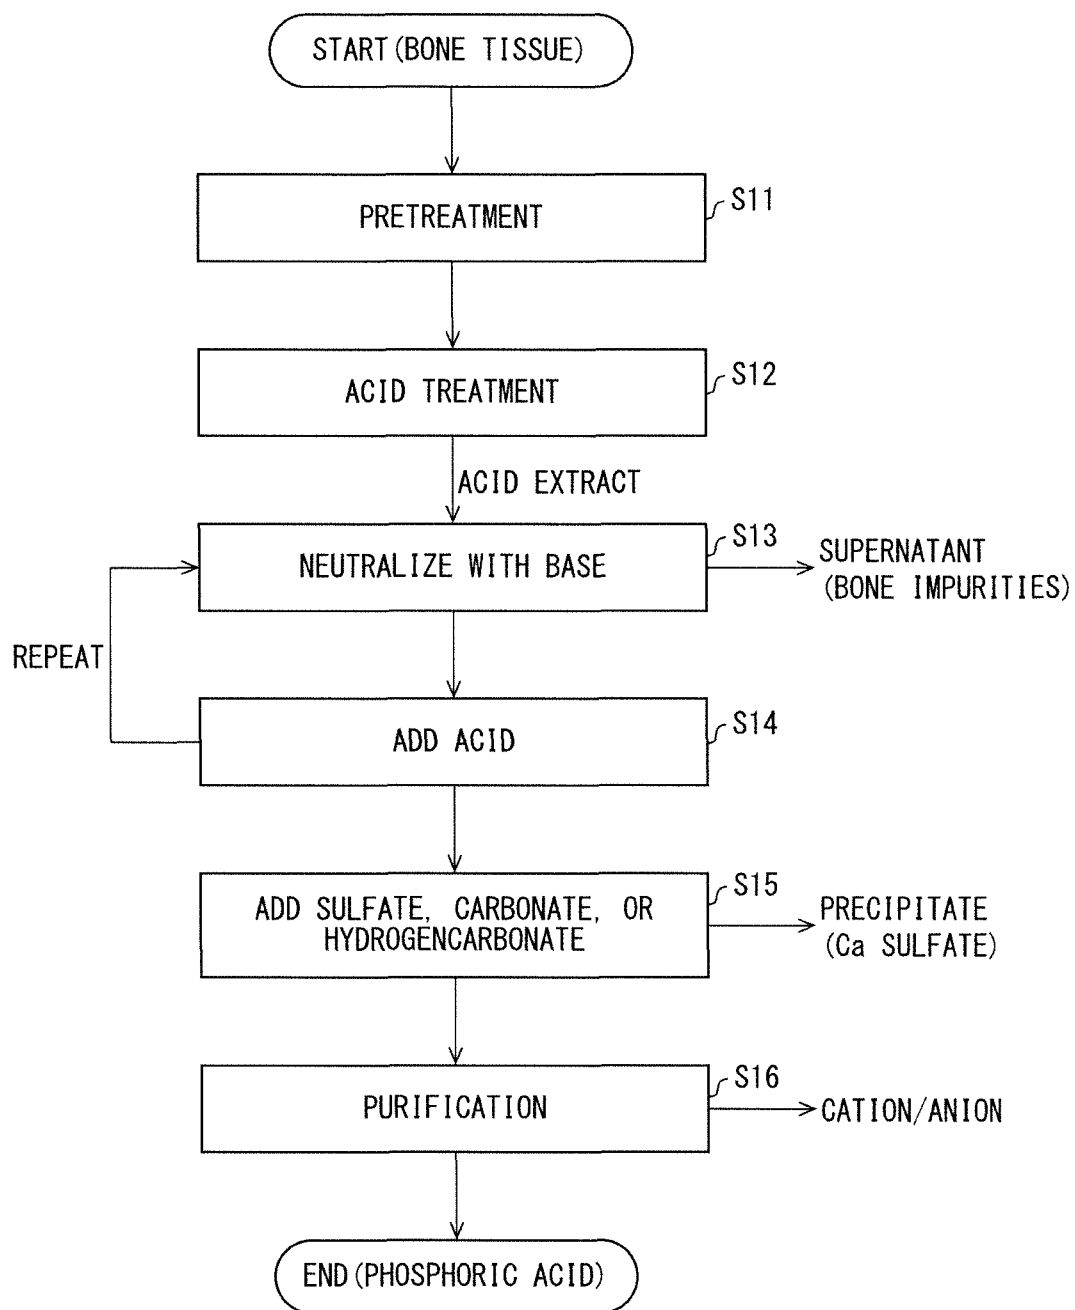 START(BONE TISSUE)
PRETREATMENT
S11
ACID TREATMENT
S12
ACID EXTRACT
NEUTRALIZE WITH BASE
S13
SUPERNATANT
(BONE IMPURITIES)
REPEAT
ADD ACID
S14
ADD SULFATE, CARBONATE, OR
HYDROGENCARBONATE
S15
PRECIPITATE
(Ca SULFATE)
PURIFICATION
S16
CATION/ANION
END(PHOSPHORIC ACID)